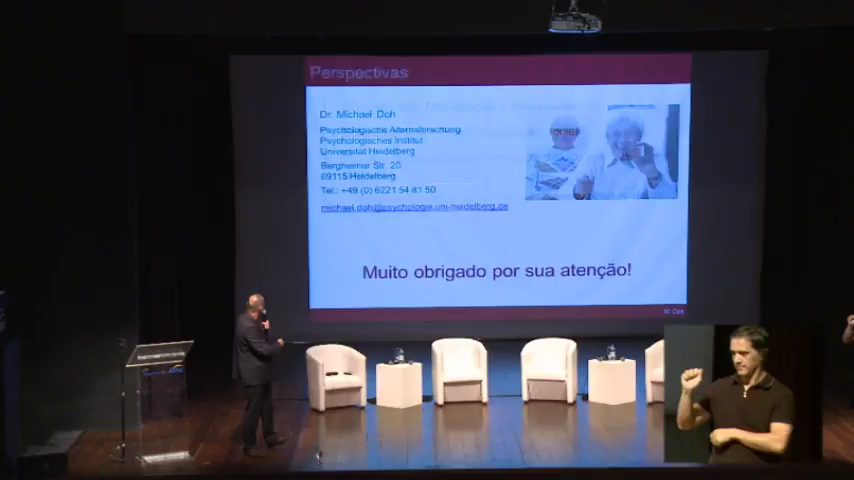 Perspectivas
Dr. Michael Doh
Psychologische Alternsforschung
Psychologisches Institut
Universität Heidelberg
Bergheimer Str. 20
69115 Heidelberg
Tel.: +49 (0) 6221 54 81 50
michael.doh@psychologie.uni-heidelberg.de
Muito obrigado por sua atenção!
M. Doh